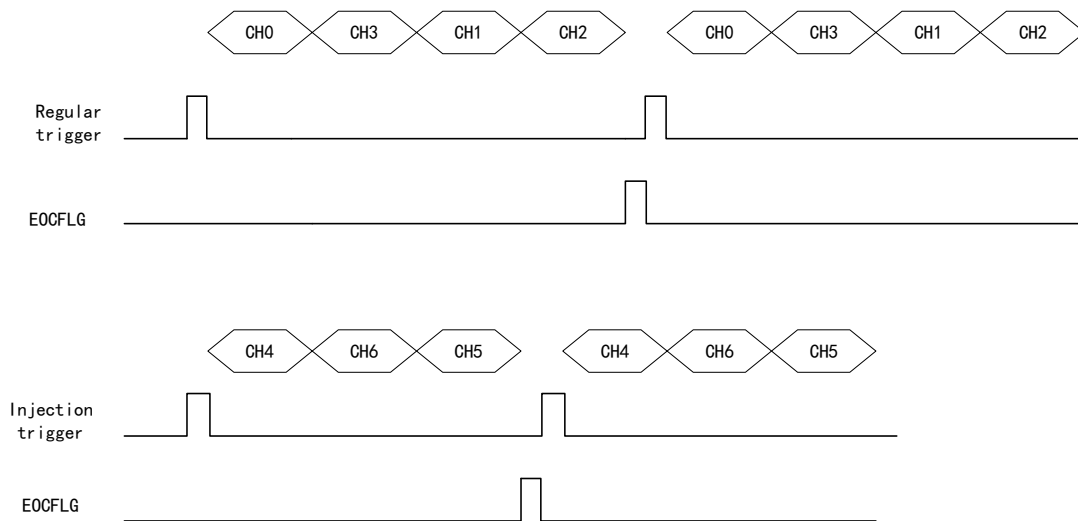 CH0 CH3 CH1 CH2 CH0 CH3 CH1 CH2
Regular
trigger
EOCFLG
CH4 CH6 CH5 CH4 CH6 CH5
Injection
trigger
EOCFLG